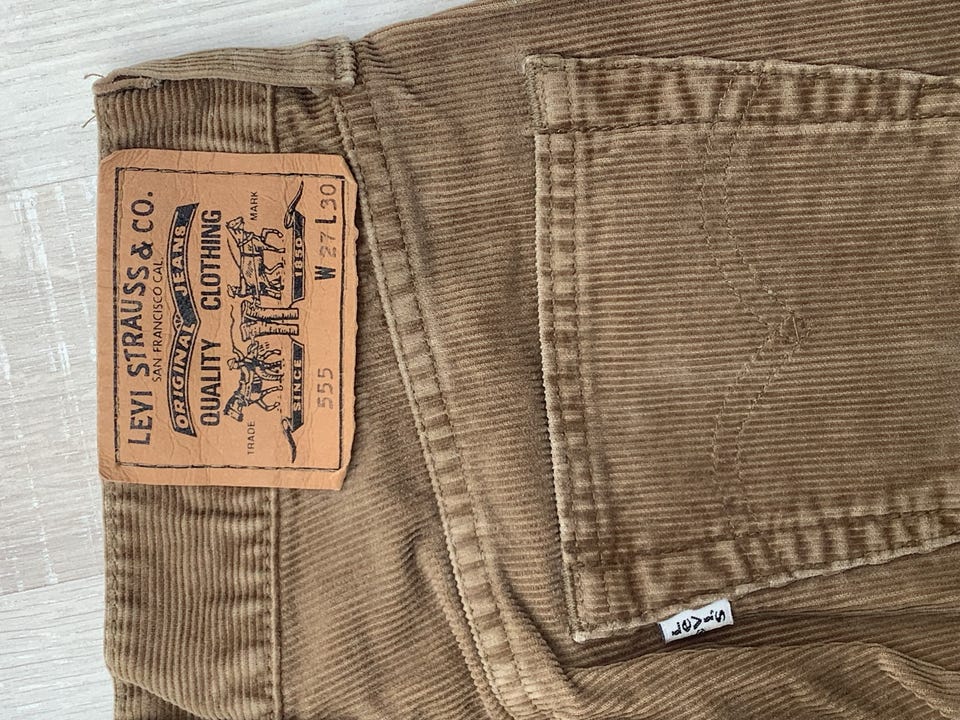 LEVI STRAUSS & CO.
SAN FRANCISCO CAL.
ORIGINAL JEANS
QUALITY CLOTHING
TRADE MARK
SINCE 1850
555 W 27 L 30
Levi's